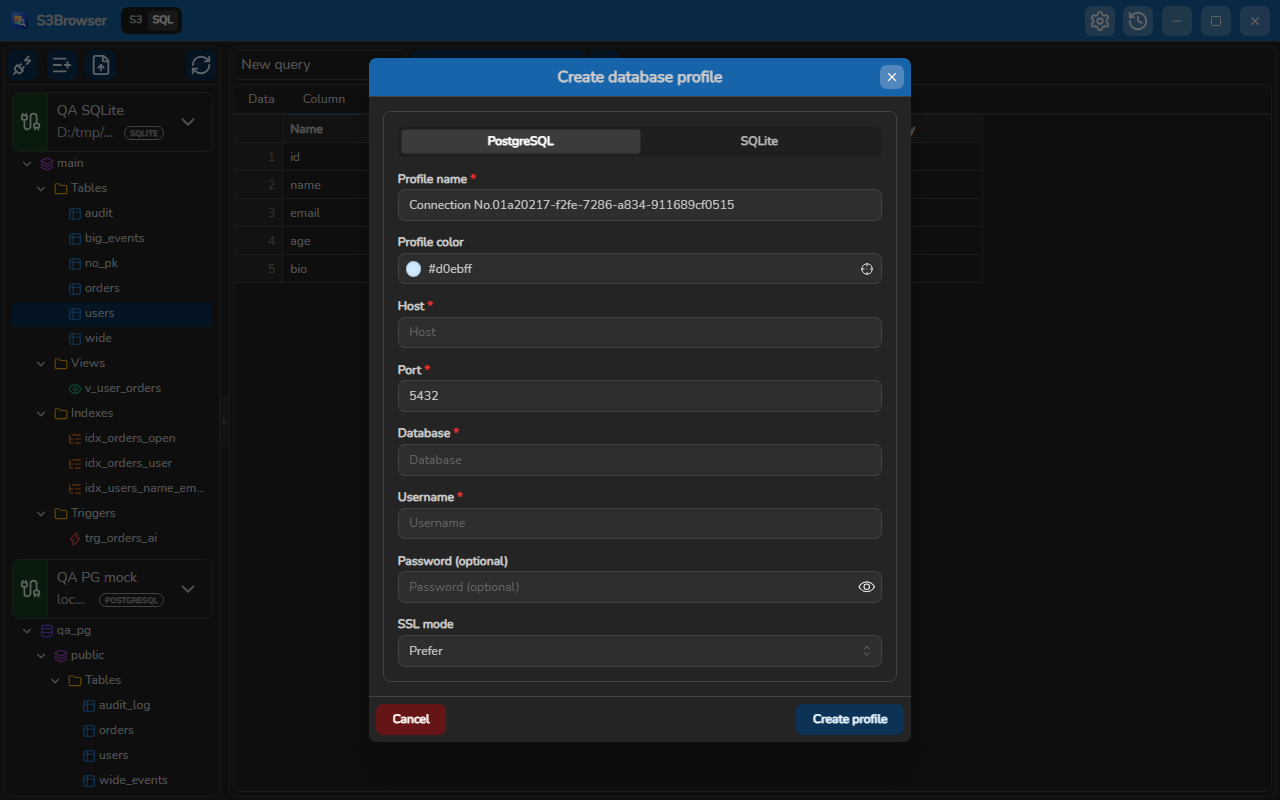 S3Browser
S3 SQL
New query
Data Column
Name
1 id
2 name
3 email
4 age
5 bio
QA SQLite
D:/tmp/... SQLITE
main
Tables
audit
big_events
no_pk
orders
users
wide
Views
v_user_orders
Indexes
idx_orders_open
idx_orders_user
idx_users_name_em...
Triggers
trg_orders_ai
QA PG mock
loc... POSTGRESQL
qa_pg
public
Tables
audit_log
orders
users
wide_events
Create database profile
PostgreSQL SQLite
Profile name *
Connection No.01a20217-f2fe-7286-a834-911689cf0515
Profile color
#d0ebff
Host *
Host
Port *
5432
Database *
Database
Username *
Username
Password (optional)
Password (optional)
SSL mode
Prefer
Cancel Create profile